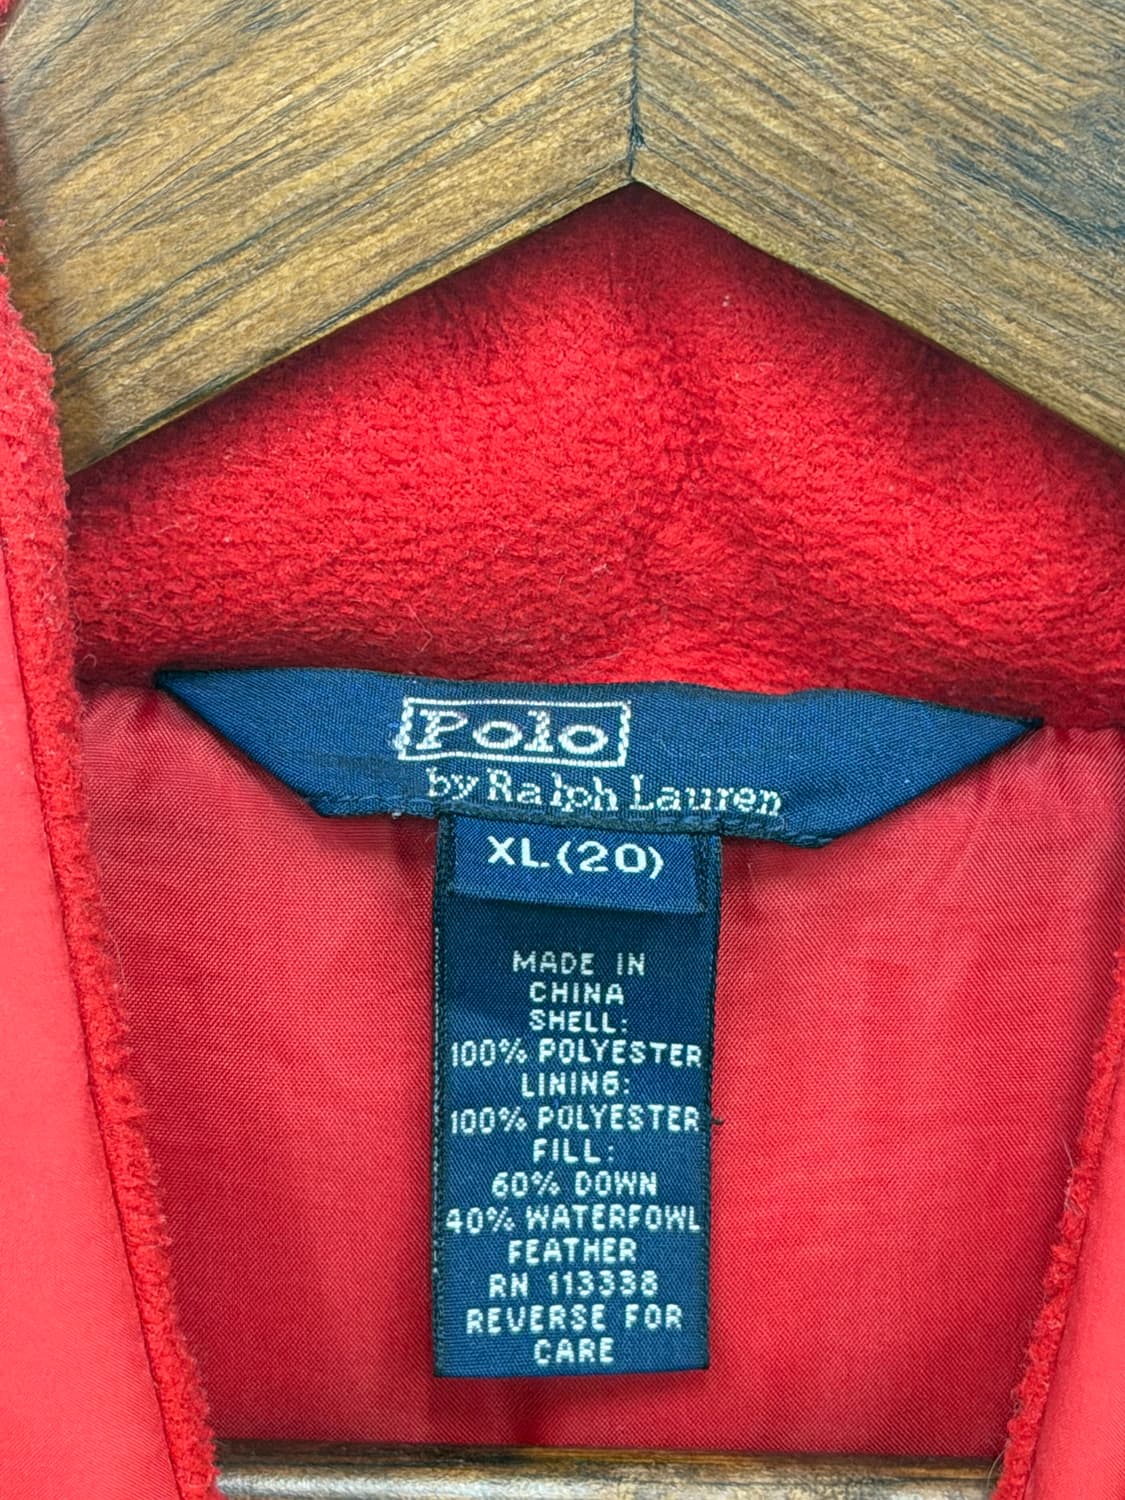 Polo
by Ralph Lauren
XL (20)
MADE IN
CHINA
SHELL:
100% POLYESTER
LINING:
100% POLYESTER
FILL:
60% DOWN
40% WATERFOWL
FEATHER
RN 113338
REVERSE FOR
CARE